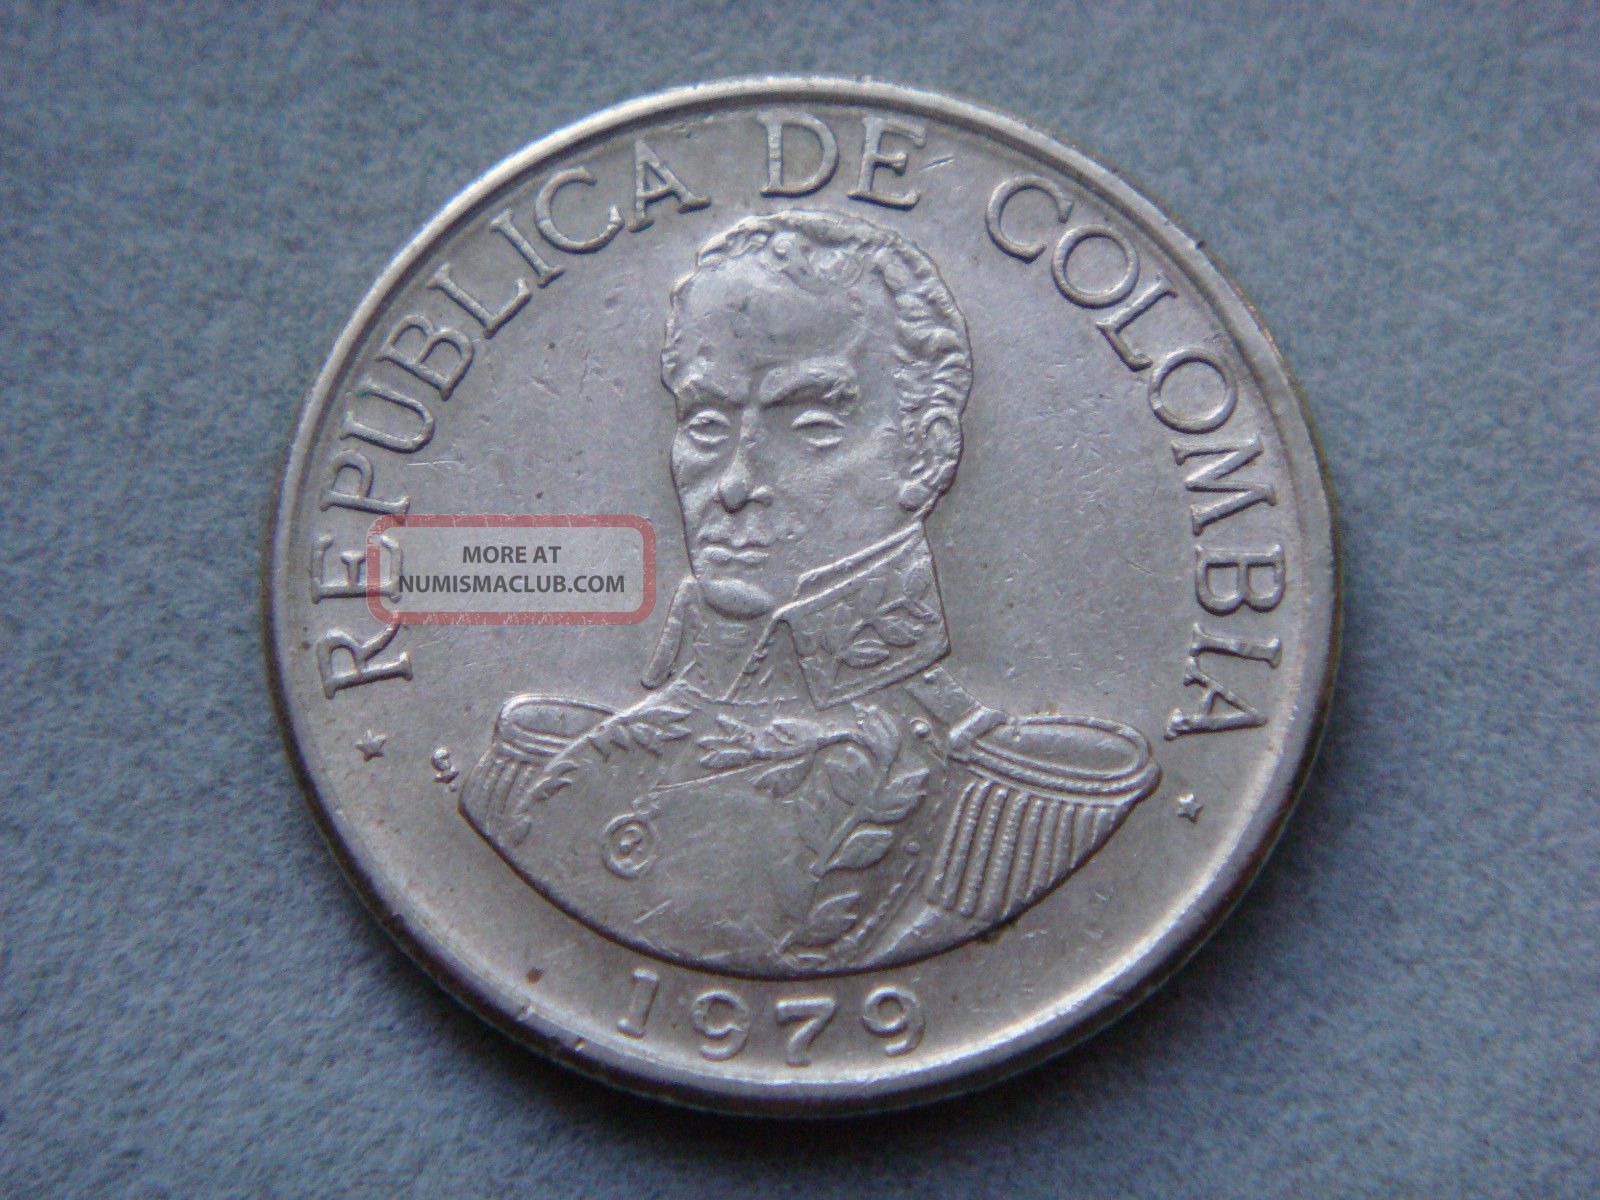 REPUBLICA DE COLOMBIA
MORE AT
NUMISMACLUB.COM
1979